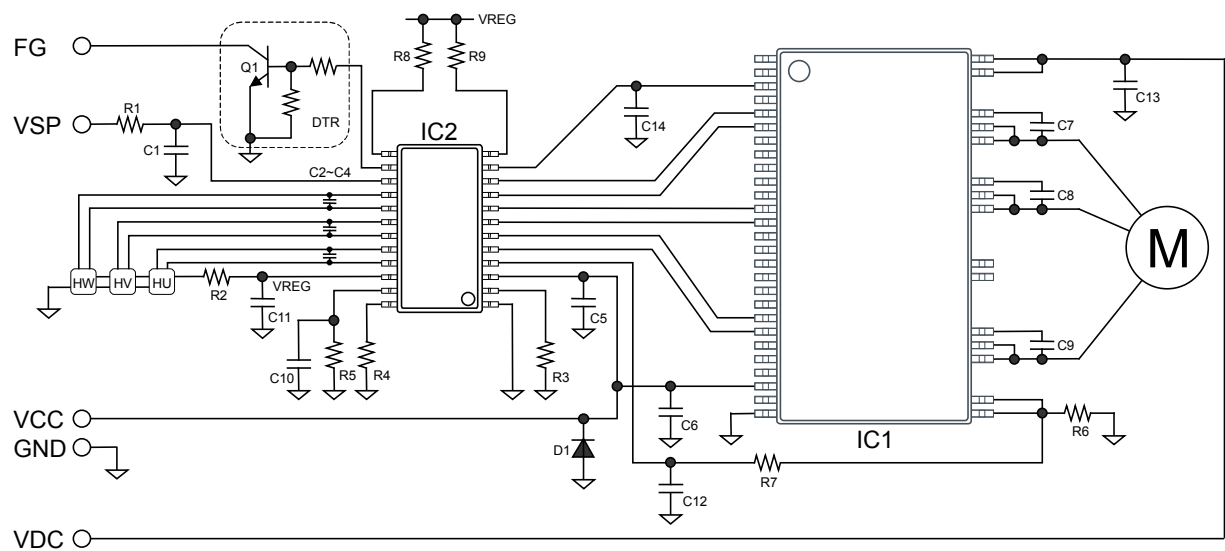 VREG
FG
R8
R9
Q1
DTR
C13
VSP
R1
C1
IC2
C14
C7
C2~C4
C8
M
HW
HV
HU
R2
VREG
C11
C5
C9
C10
R5
R4
R3
VCC
GND
D1
C6
IC1
R6
R7
C12
VDC